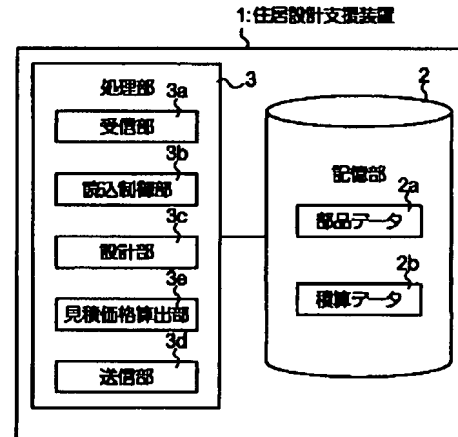 1:住居設計支援装置
3
処理部
3a
受信部
3b
読込制御部
3c
設計部
3e
見積価格算出部
3d
送信部
2
記憶部
2a
部品データ
2b
積算データ